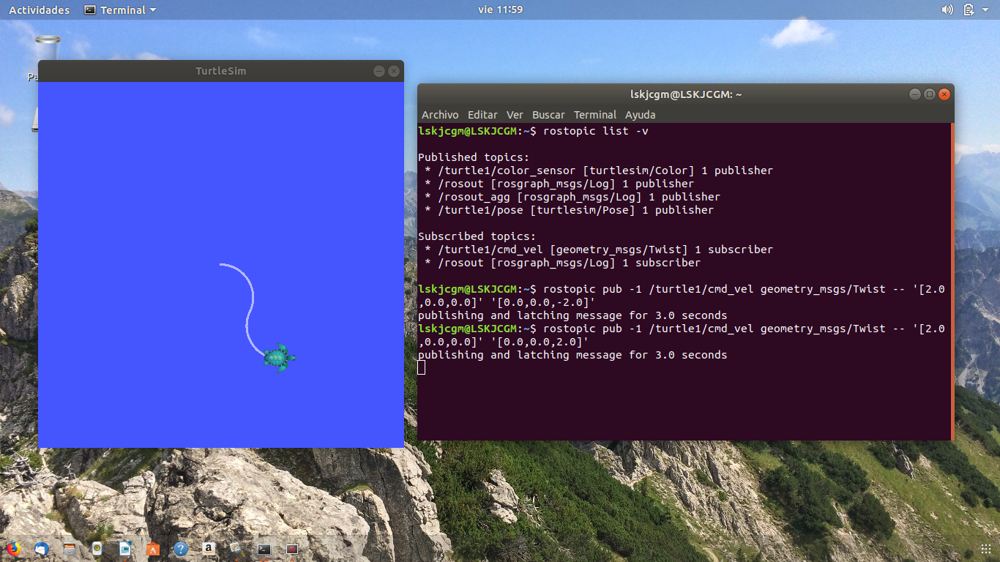 Actividades
Terminal
vie 11:59
Pa
TurtleSim
lskjcgm@LSKJCGM: ~
Archivo Editar Ver Buscar Terminal Ayuda
lskjcgm@LSKJCGM:~$ rostopic list -v
Published topics:
* /turtle1/color_sensor [turtlesim/Color] 1 publisher
* /rosout [rosgraph_msgs/Log] 1 publisher
* /rosout_agg [rosgraph_msgs/Log] 1 publisher
* /turtle1/pose [turtlesim/Pose] 1 publisher
Subscribed topics:
* /turtle1/cmd_vel [geometry_msgs/Twist] 1 subscriber
* /rosout [rosgraph_msgs/Log] 1 subscriber
lskjcgm@LSKJCGM:~$ rostopic pub -1 /turtle1/cmd_vel geometry_msgs/Twist -- '[2.0
,0.0,0.0]' '[0.0,0.0,-2.0]'
publishing and latching message for 3.0 seconds
lskjcgm@LSKJCGM:~$ rostopic pub -1 /turtle1/cmd_vel geometry_msgs/Twist -- '[2.0
,0.0,0.0]' '[0.0,0.0,2.0]'
publishing and latching message for 3.0 seconds